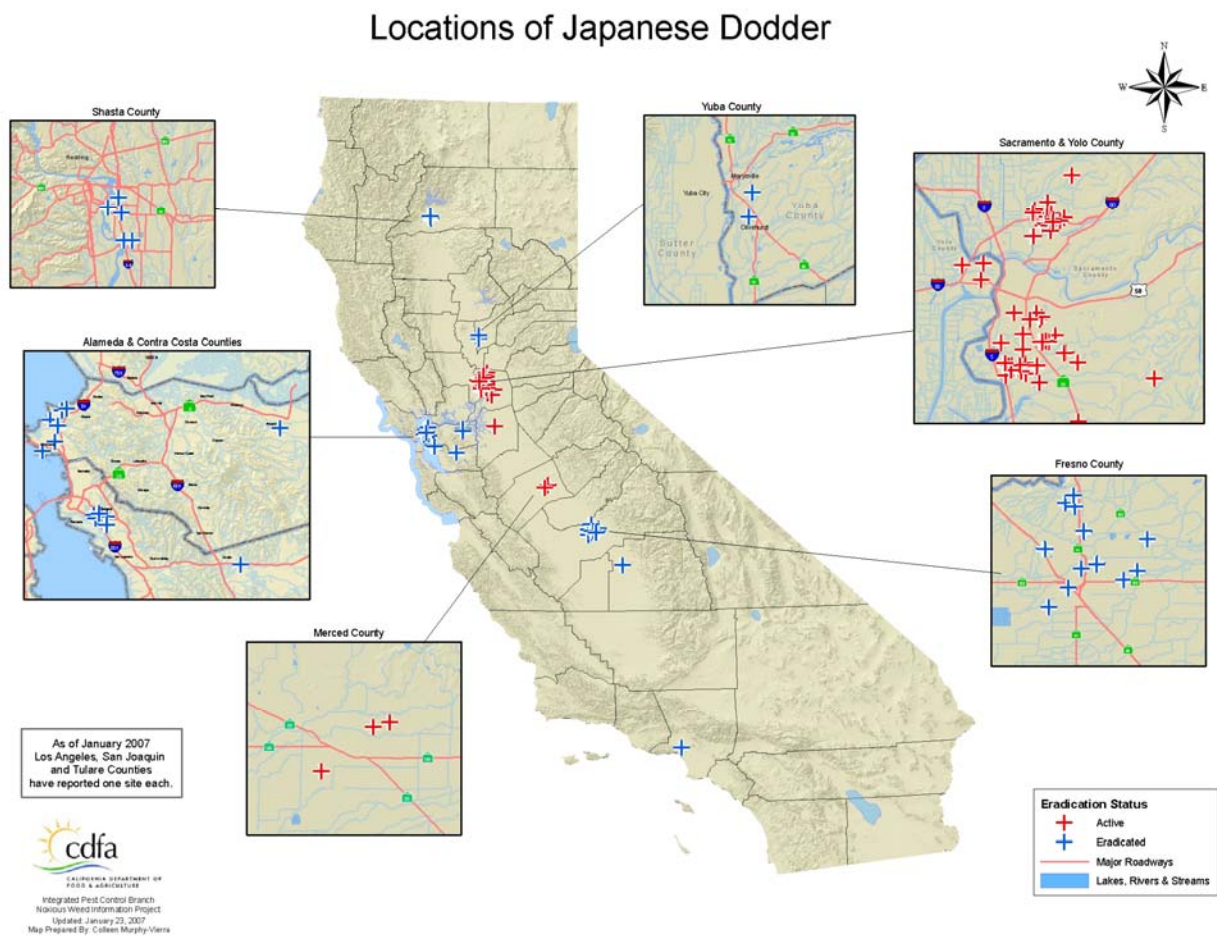 Locations of Japanese Dodder
N
W
E
S
Shasta County
Redding
Yuba County
Marysville
Yuba City
Yuba
County
Olivehurst
Sutter
County
Sacramento & Yolo County
Yolo
County
Sacramento
County
50
Alameda & Contra Costa Counties
Fresno County
Merced County
As of January 2007
Los Angeles, San Joaquin
and Tulare Counties
have reported one site each.
cdfa
CALIFORNIA DEPARTMENT OF
FOOD & AGRICULTURE
Integrated Pest Control Branch
Noxious Weed Information Project
Updated: January 23, 2007
Map Prepared By: Colleen Murphy-Vierra
Eradication Status
Active
Eradicated
Major Roadways
Lakes, Rivers & Streams